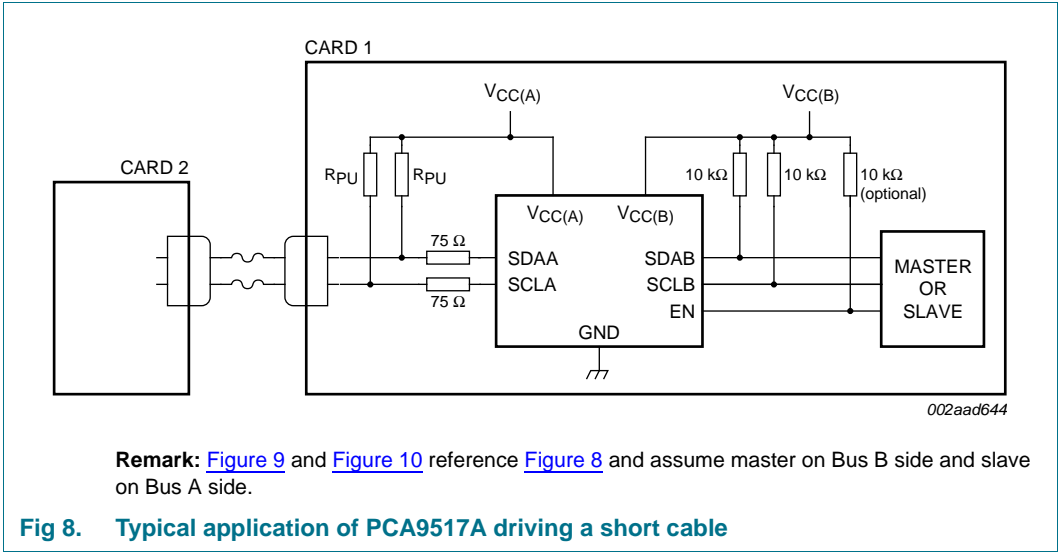 CARD 1
VCC(A)
VCC(B)
CARD 2
RPU
RPU
10 kΩ
10 kΩ
10 kΩ
(optional)
VCC(A)
VCC(B)
75 Ω
SDAA
SDAB
SCLA
SCLB
75 Ω
EN
MASTER
OR
SLAVE
GND
002aad644
Remark: Figure 9 and Figure 10 reference Figure 8 and assume master on Bus B side and slave
on Bus A side.
Fig 8. Typical application of PCA9517A driving a short cable